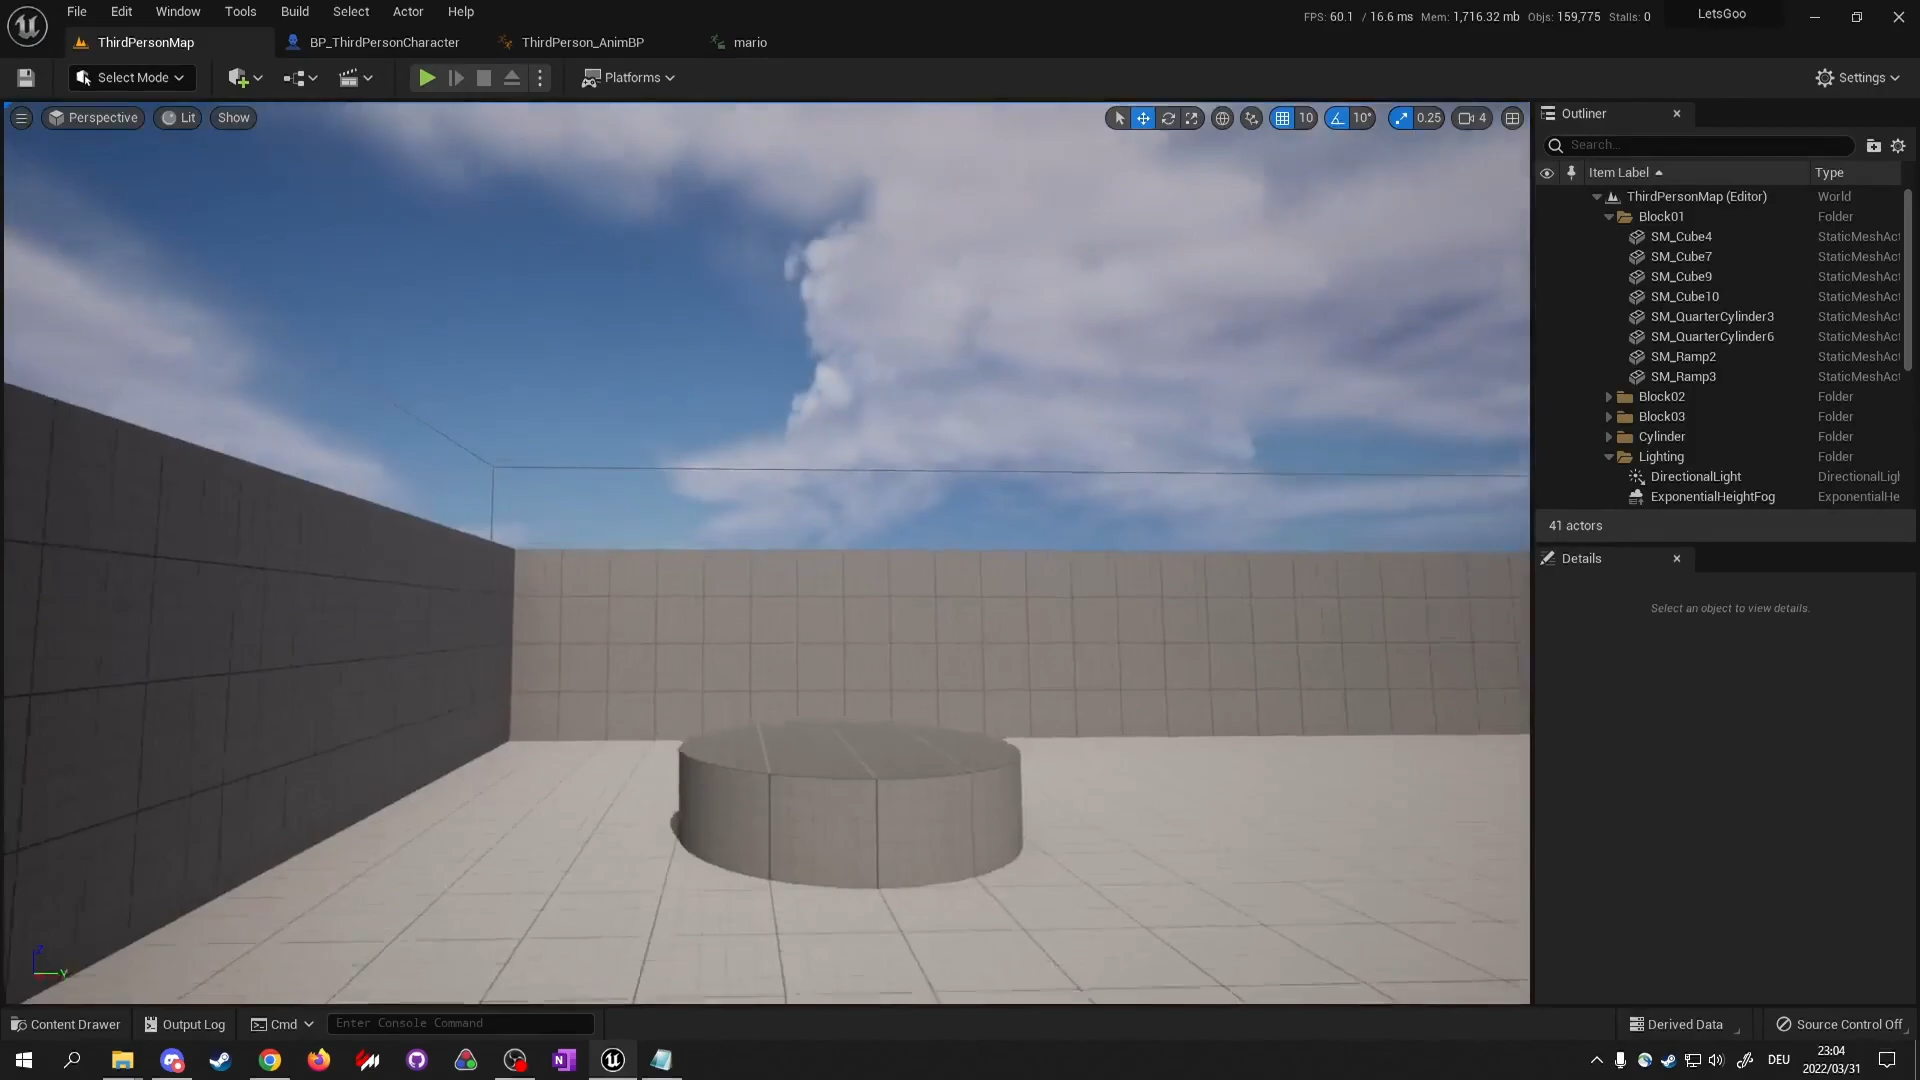 File Edit Window Tools Build Select Actor Help
FPS: 60.1 / 16.6 ms Mem: 1,716.32 mb Objs: 159,775 Stalls: 0
LetsGoo
ThirdPersonMap BP_ThirdPersonCharacter ThirdPerson_AnimBP mario
Select Mode Platforms Settings
Perspective Lit Show 10 10° 0.25 4
Outliner
Search...
Item Label Type
ThirdPersonMap (Editor) World
Block01 Folder
SM_Cube4 StaticMeshAct
SM_Cube7 StaticMeshAct
SM_Cube9 StaticMeshAct
SM_Cube10 StaticMeshAct
SM_QuarterCylinder3 StaticMeshAct
SM_QuarterCylinder6 StaticMeshAct
SM_Ramp2 StaticMeshAct
SM_Ramp3 StaticMeshAct
Block02 Folder
Block03 Folder
Cylinder Folder
Lighting Folder
DirectionalLight DirectionalLigh
ExponentialHeightFog ExponentialHe
41 actors
Details
Select an object to view details.
Z
Y
Content Drawer Output Log Cmd Enter Console Command Derived Data Source Control Off
DEU
23:04
2022/03/31